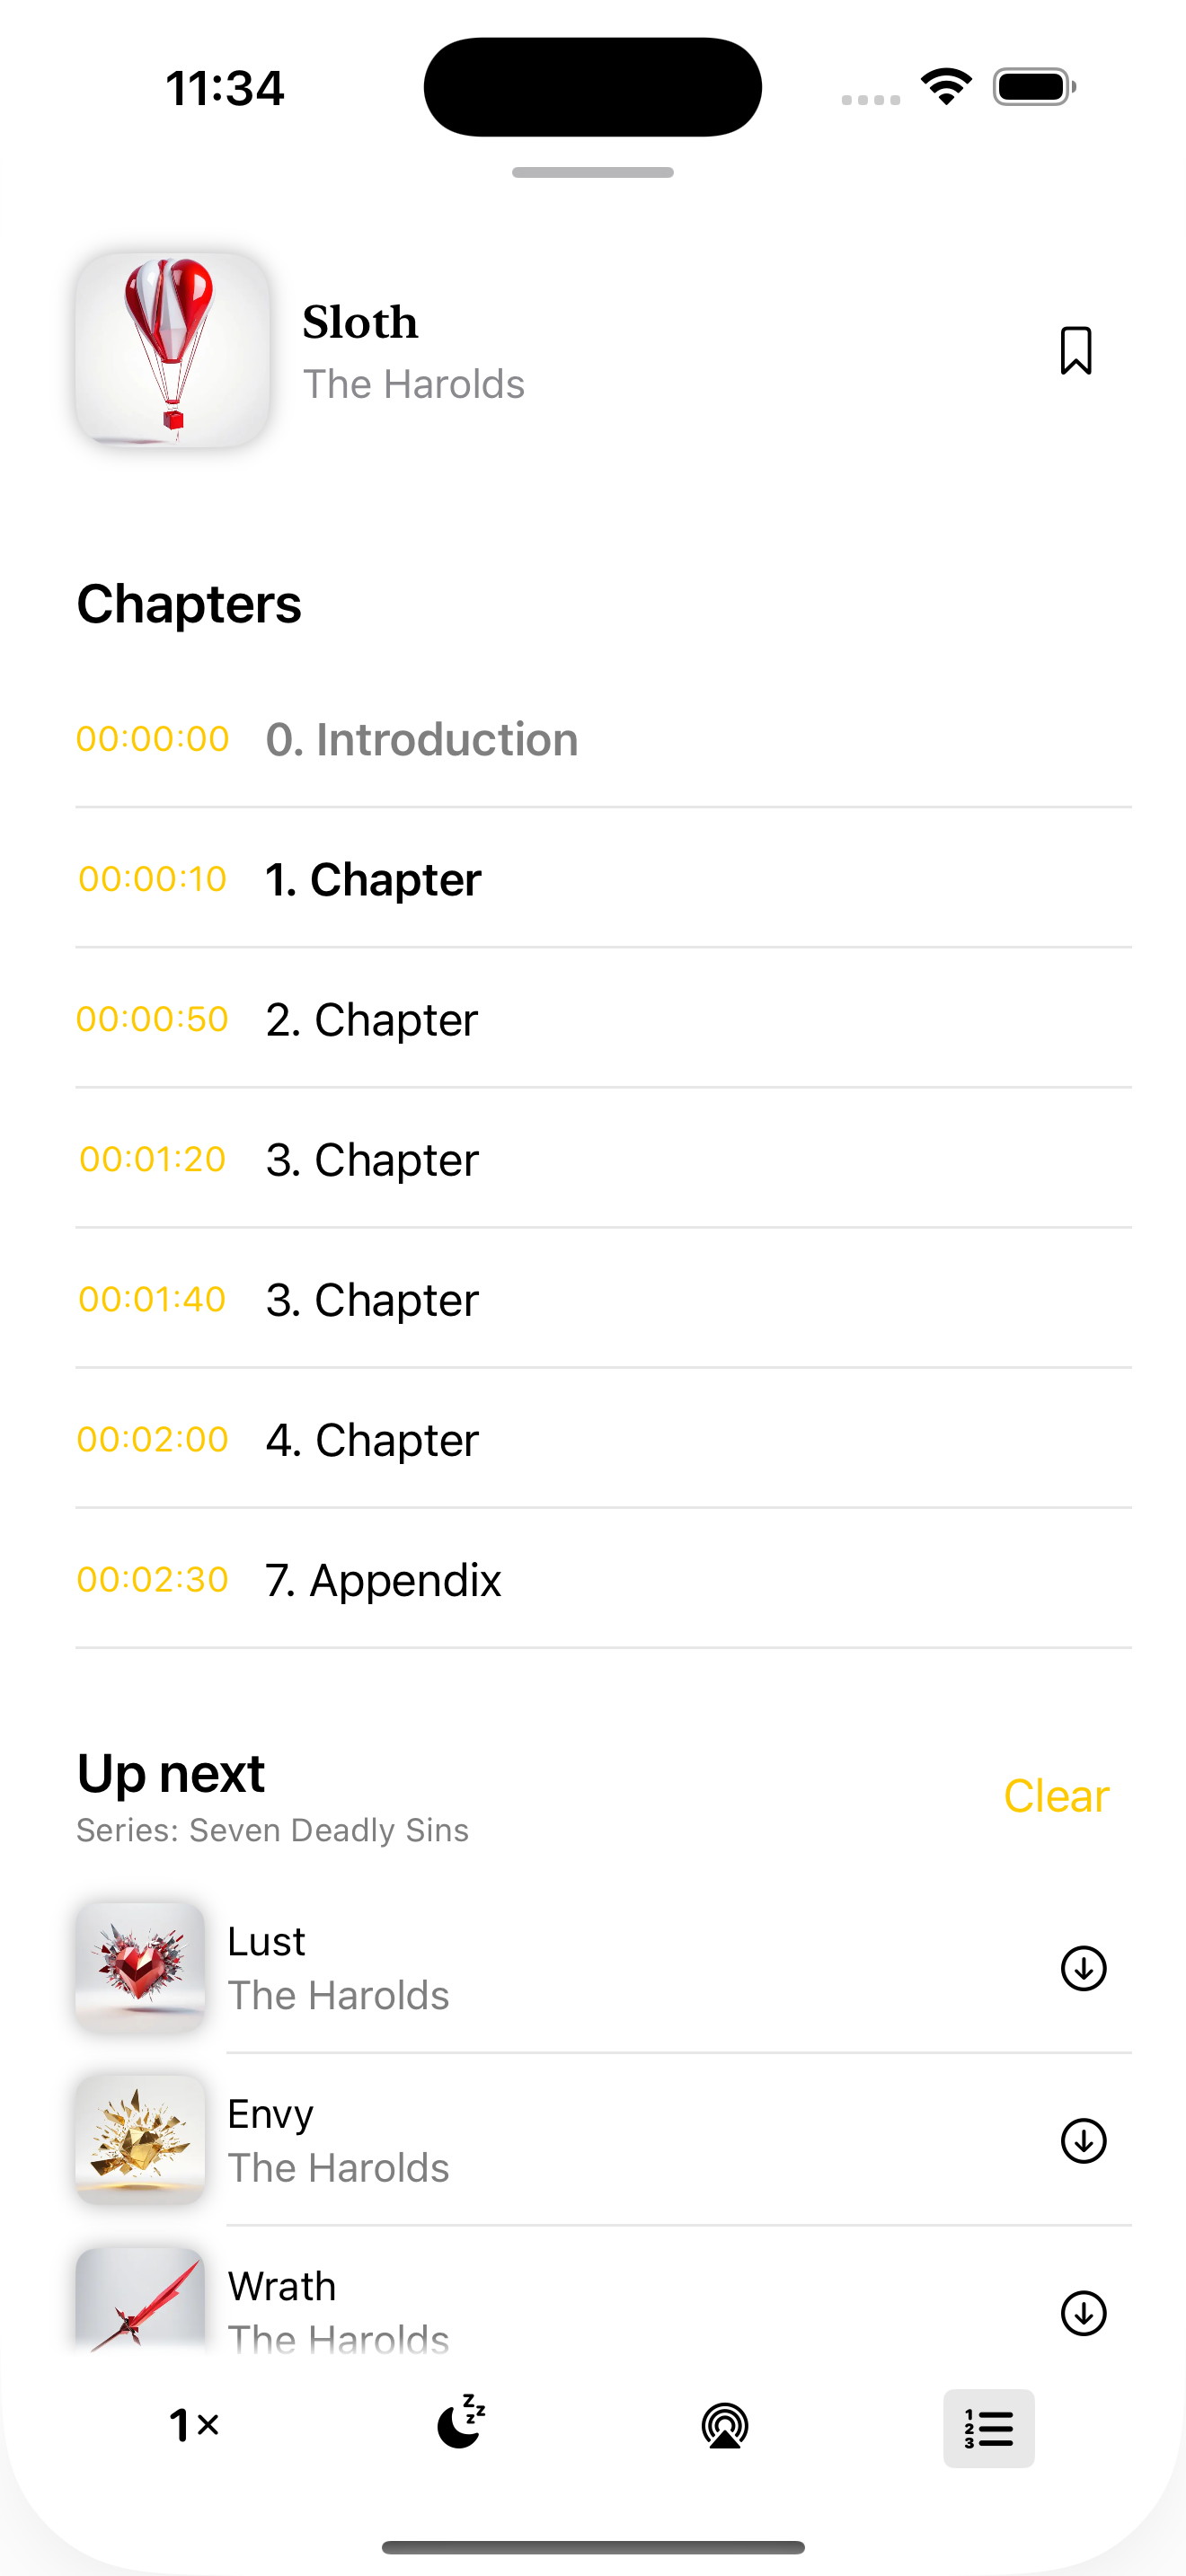 11:34
Sloth
The Harolds
Chapters
00:00:00 0. Introduction
00:00:10 1. Chapter
00:00:50 2. Chapter
00:01:20 3. Chapter
00:01:40 3. Chapter
00:02:00 4. Chapter
00:02:30 7. Appendix
Up next
Clear
Series: Seven Deadly Sins
Lust
The Harolds
Envy
The Harolds
Wrath
The Harolds
1×